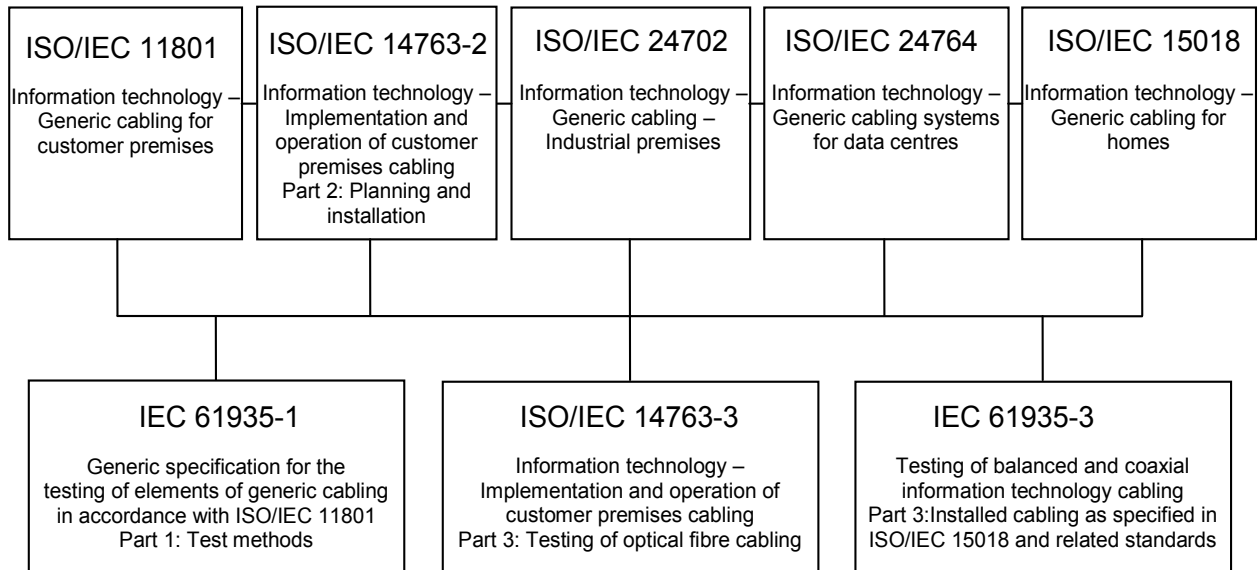 ISO/IEC 11801
Information technology –
Generic cabling for
customer premises
ISO/IEC 14763-2
Information technology –
Implementation and
operation of customer
premises cabling
Part 2: Planning and
installation
ISO/IEC 24702
Information technology –
Generic cabling –
Industrial premises
ISO/IEC 24764
Information technology –
Generic cabling systems
for data centres
ISO/IEC 15018
Information technology –
Generic cabling for
homes
IEC 61935-1
Generic specification for the
testing of elements of generic cabling
in accordance with ISO/IEC 11801
Part 1: Test methods
ISO/IEC 14763-3
Information technology –
Implementation and operation of
customer premises cabling
Part 3: Testing of optical fibre cabling
IEC 61935-3
Testing of balanced and coaxial
information technology cabling
Part 3:Installed cabling as specified in
ISO/IEC 15018 and related standards